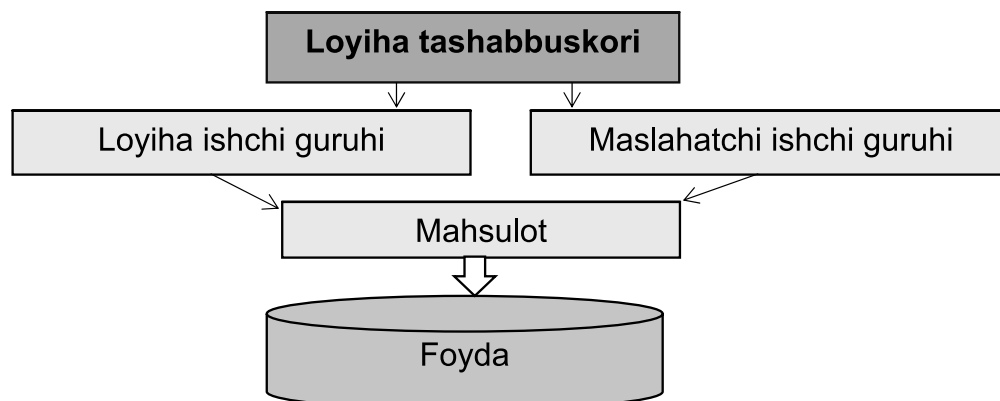 Loyiha tashabbuskori
Loyiha ishchi guruhi
Maslahatchi ishchi guruhi
Mahsulot
Foyda